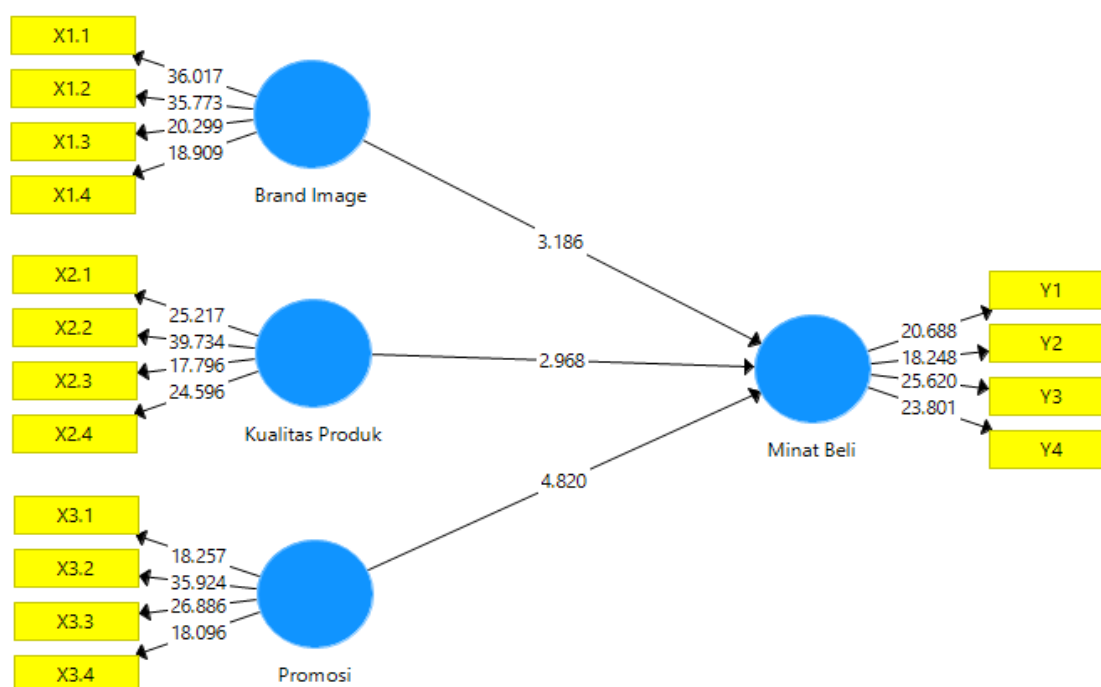 X1.1
X1.2
X1.3
X1.4
36.017
35.773
20.299
18.909
Brand Image
3.186
X2.1
X2.2
X2.3
X2.4
25.217
39.734
17.796
24.596
Kualitas Produk
2.968
X3.1
X3.2
X3.3
X3.4
18.257
35.924
26.886
18.096
Promosi
4.820
Minat Beli
20.688
18.248
25.620
23.801
Y1
Y2
Y3
Y4